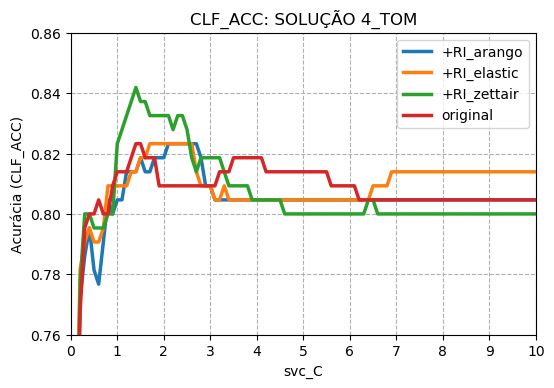 CLF_ACC: SOLUÇÃO 4_TOM
Acurácia (CLF_ACC)
0.86
0.84
0.82
0.80
0.78
0.76
+RI_arango
+RI_elastic
+RI_zettair
original
0 1 2 3 4 5 6 7 8 9 10
svc_C